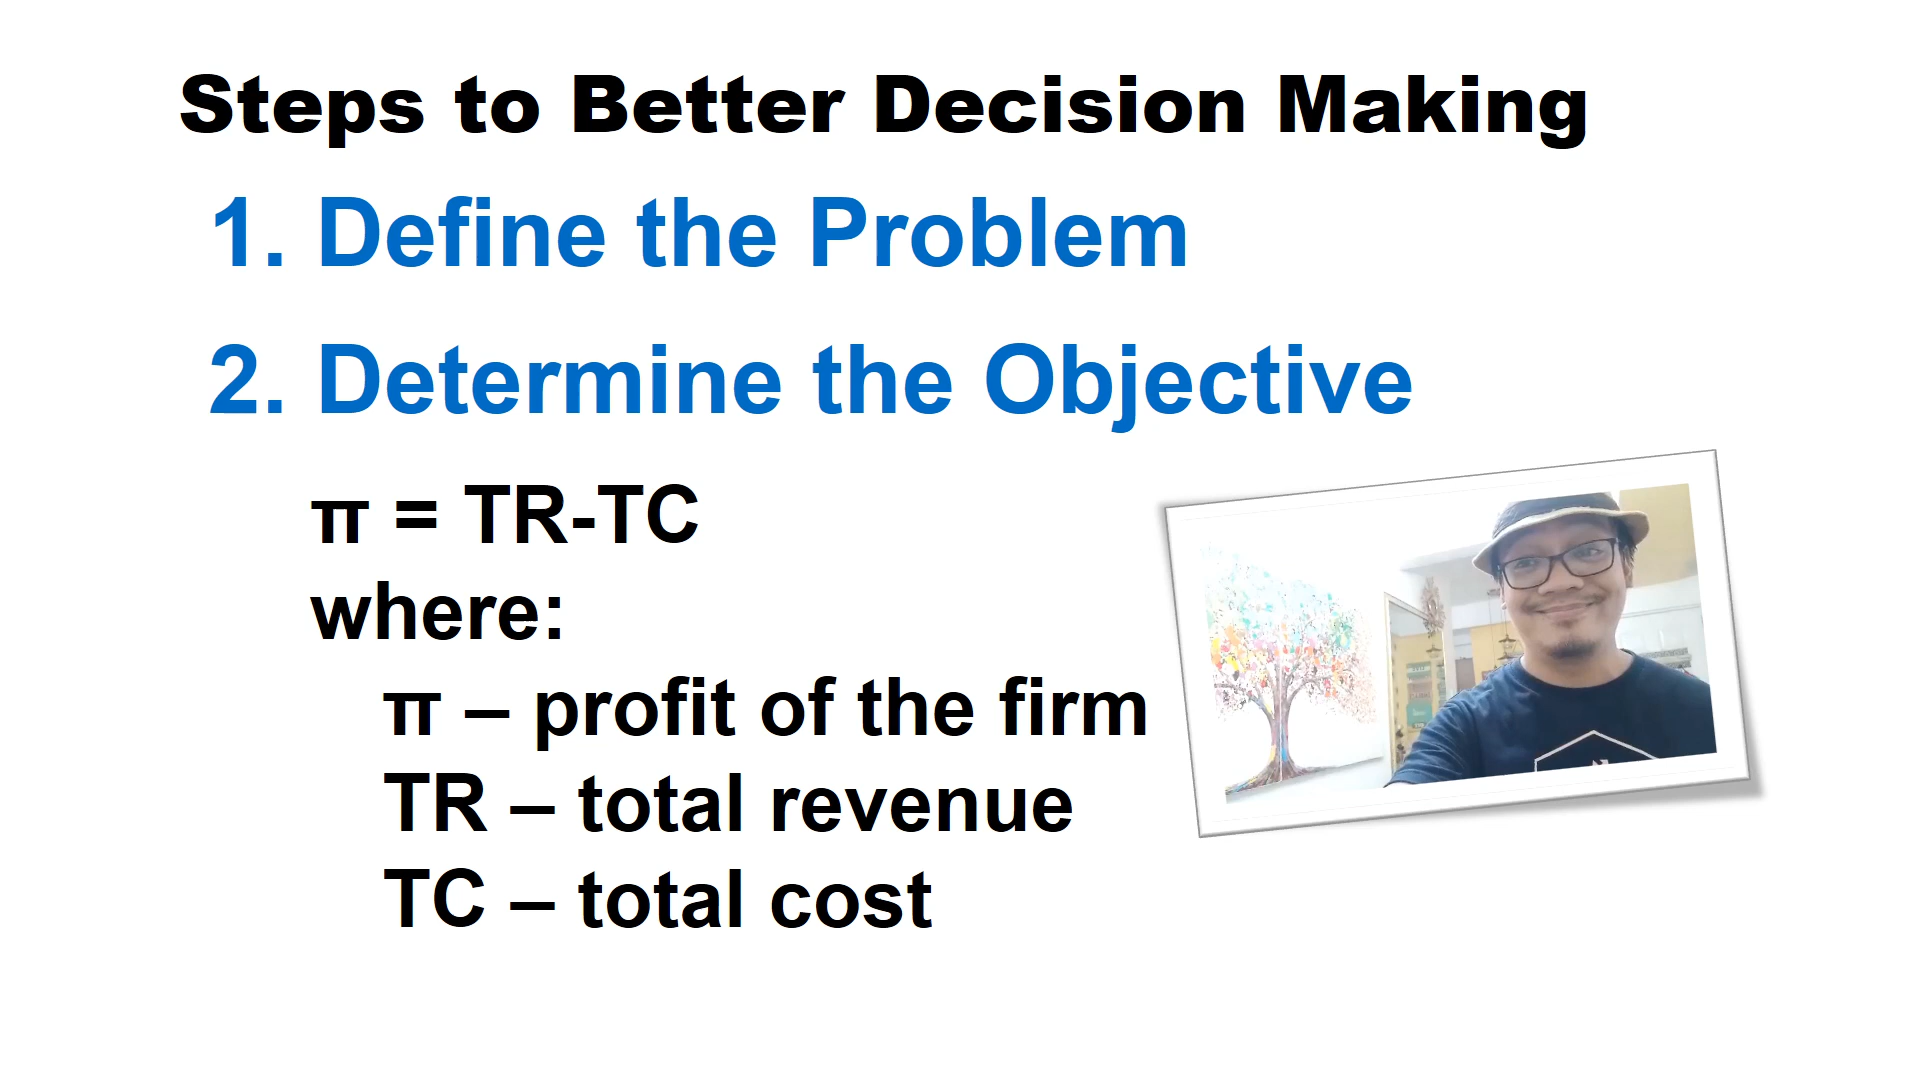 Steps to Better Decision Making
1. Define the Problem
2. Determine the Objective
π = TR-TC
where:
π – profit of the firm
TR – total revenue
TC – total cost